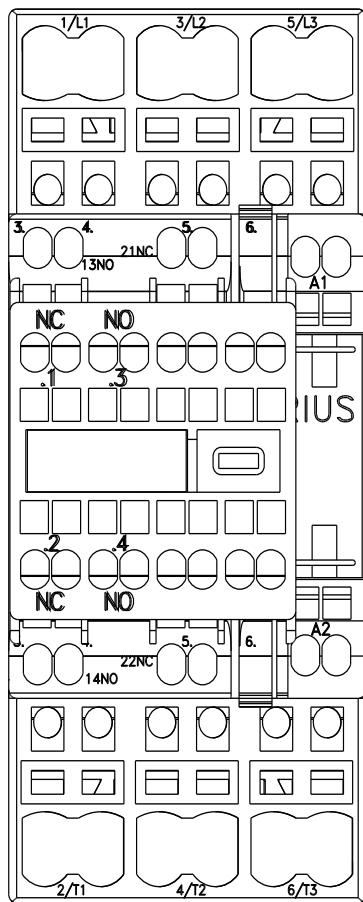 1/L1 3/L2 5/L3
3. 4. 5. 6.
13NO 21NC
A1
NC NO
.1 .3
RIUS
.2 .4
NC NO
A2
5. 6.
14NO 22NC
2/T1 4/T2 6/T3